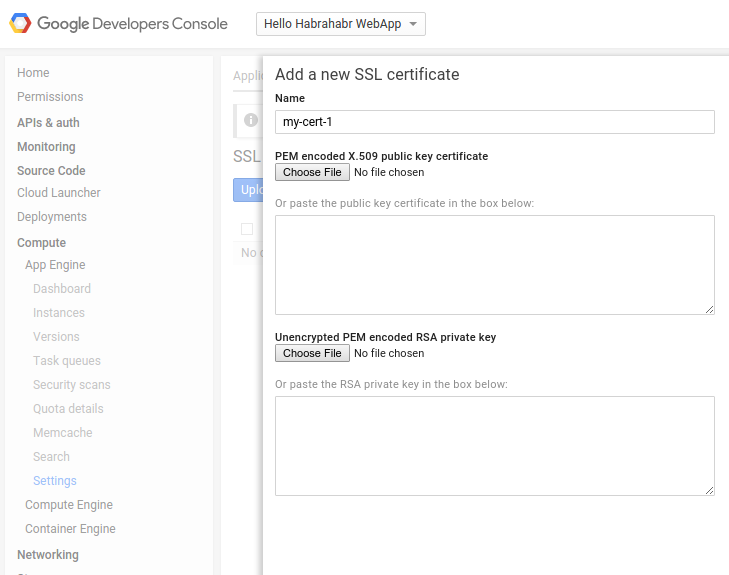 Google Developers Console
Hello Habrahabr WebApp
Home
Permissions
APIs & auth
Monitoring
Source Code
Cloud Launcher
Deployments
Compute
App Engine
Dashboard
Instances
Versions
Task queues
Security scans
Quota details
Memcache
Search
Settings
Compute Engine
Container Engine
Networking
SSL
Add a new SSL certificate
Name
my-cert-1
PEM encoded X.509 public key certificate
Choose File No file chosen
Or paste the public key certificate in the box below:
Unencrypted PEM encoded RSA private key
Choose File No file chosen
Or paste the RSA private key in the box below: